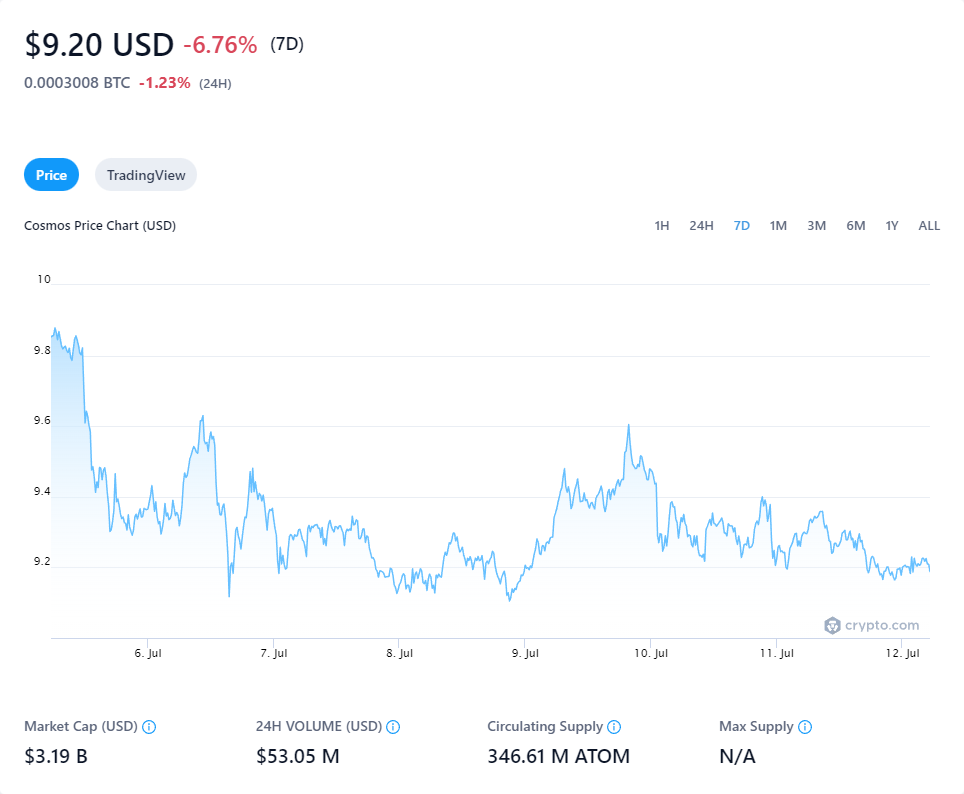 $9.20 USD -6.76% (7D)
0.0003008 BTC -1.23% (24H)
Price TradingView
Cosmos Price Chart (USD) 1H 24H 7D 1M 3M 6M 1Y ALL
10
9.8
9.6
9.4
9.2
crypto.com
6. Jul 7. Jul 8. Jul 9. Jul 10. Jul 11. Jul 12. Jul
Market Cap (USD) 24H VOLUME (USD) Circulating Supply Max Supply
$3.19 B $53.05 M 346.61 M ATOM N/A